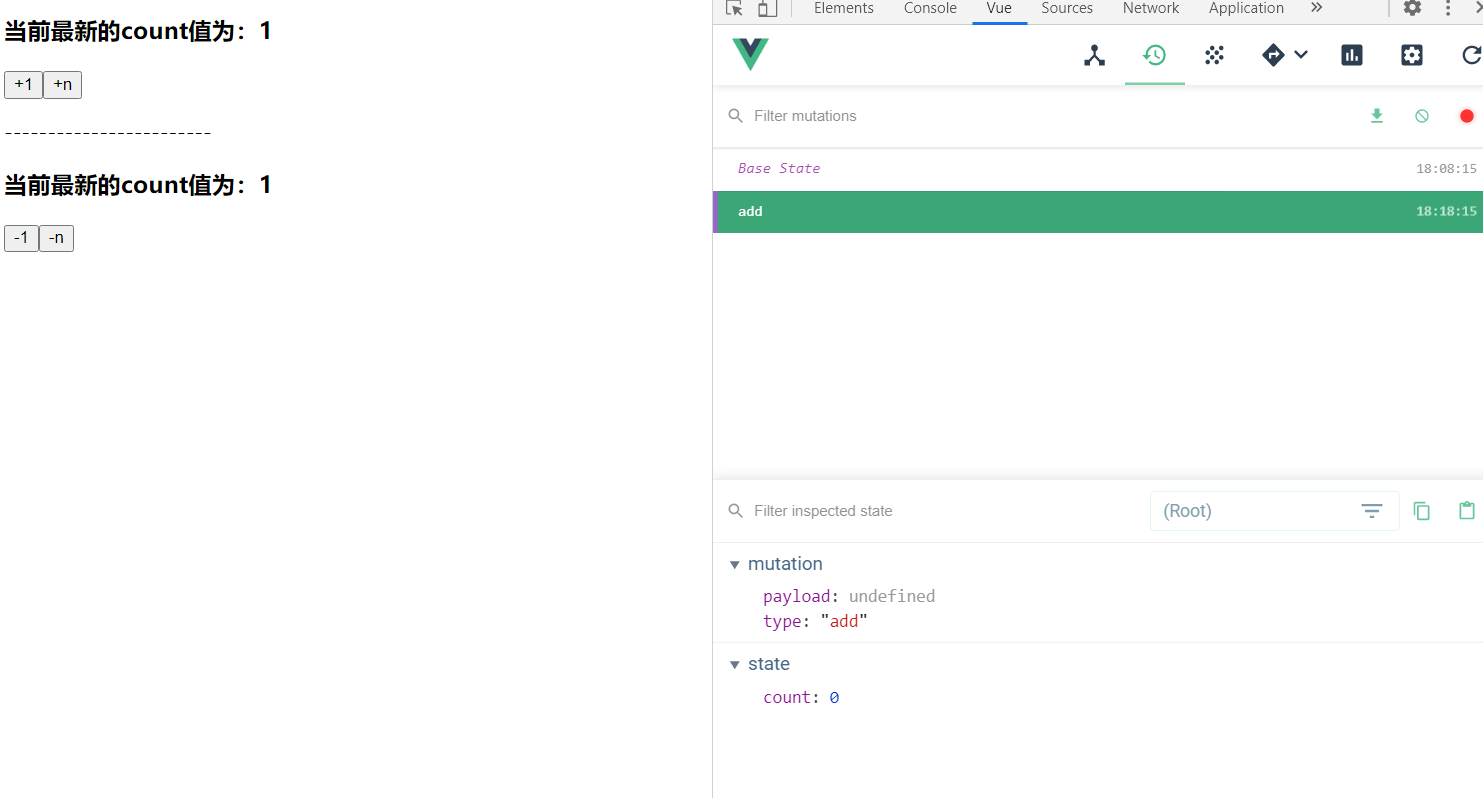 当前最新的count值为：1
+1 +n
------------------------
当前最新的count值为：1
-1 -n
Elements Console Vue Sources Network Application »
Filter mutations
Base State 18:08:15
add 18:18:15
Filter inspected state (Root)
mutation
payload: undefined
type: "add"
state
count: 0